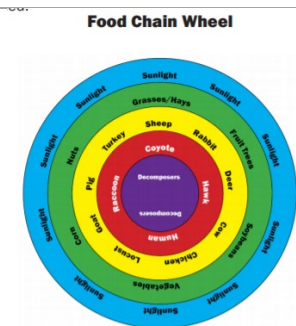 Food Chain Wheel
Sunlight
Sunlight
Sunlight
Sunlight
Sunlight
Sunlight
Sunlight
Sunlight
Sunlight
Sunlight
Grasses/Hays
Fruit Trees
Soybeans
Vegetables
Corn
Nuts
Sheep
Rabbit
Deer
Cow
Chicken
Locust
Goat
Pig
Turkey
Coyote
Hawk
Human
Raccoon
Decomposers
Decomposers